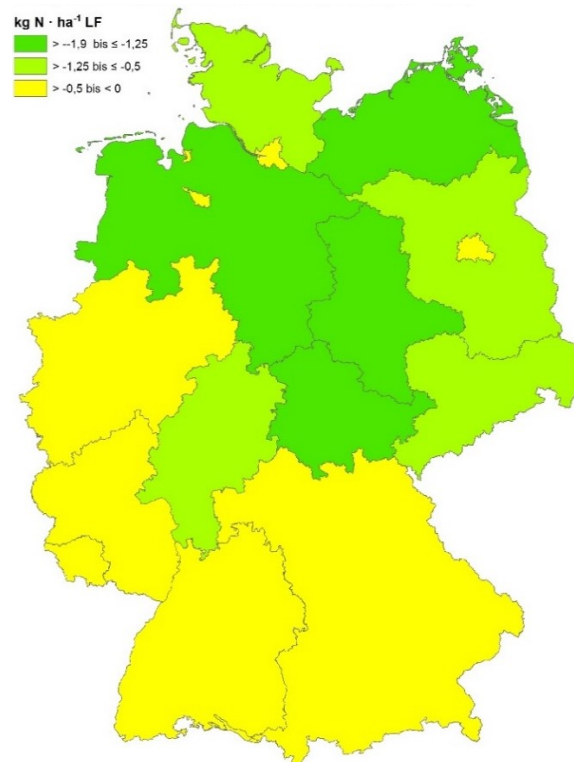 kg N · ha⁻¹ LF
> --1,9 bis ≤ -1,25
> -1,25 bis ≤ -0,5
> -0,5 bis < 0